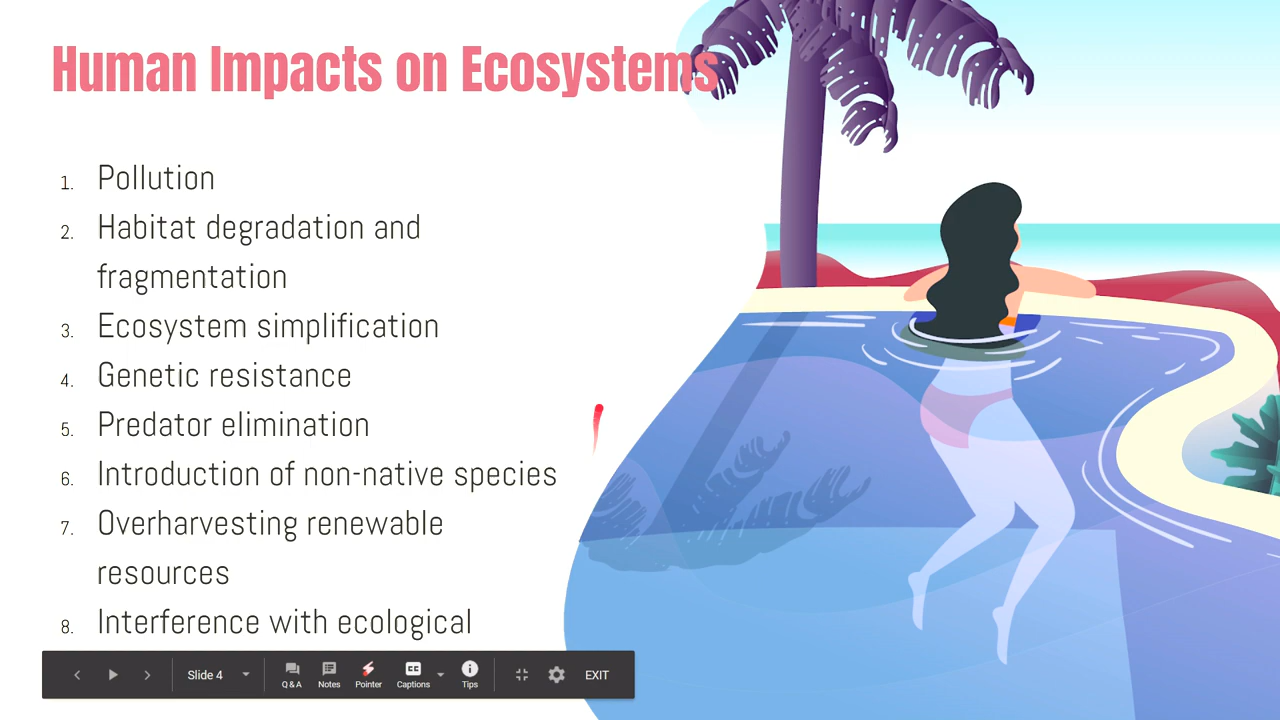 Human Impacts on Ecosystems
1. Pollution
2. Habitat degradation and
fragmentation
3. Ecosystem simplification
4. Genetic resistance
5. Predator elimination
6. Introduction of non-native species
7. Overharvesting renewable
resources
8. Interference with ecological
Slide 4
Q & A
Notes
Pointer
CC
Captions
Tips
EXIT